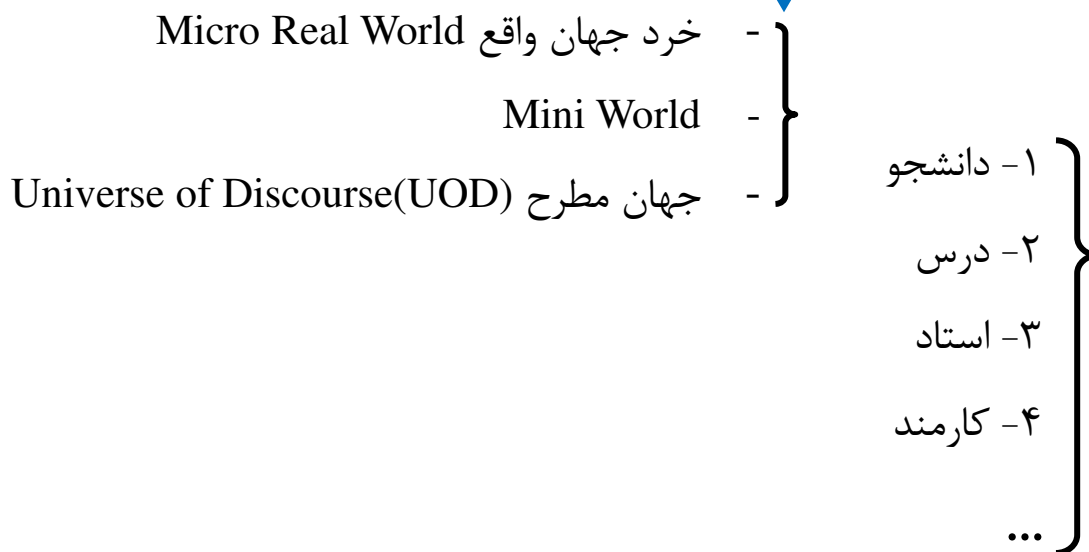 - خرد جهان واقع Micro Real World
- Mini World
- جهان مطرح Universe of Discourse(UOD)
۱- دانشجو
۲- درس
۳- استاد
۴- کارمند
...